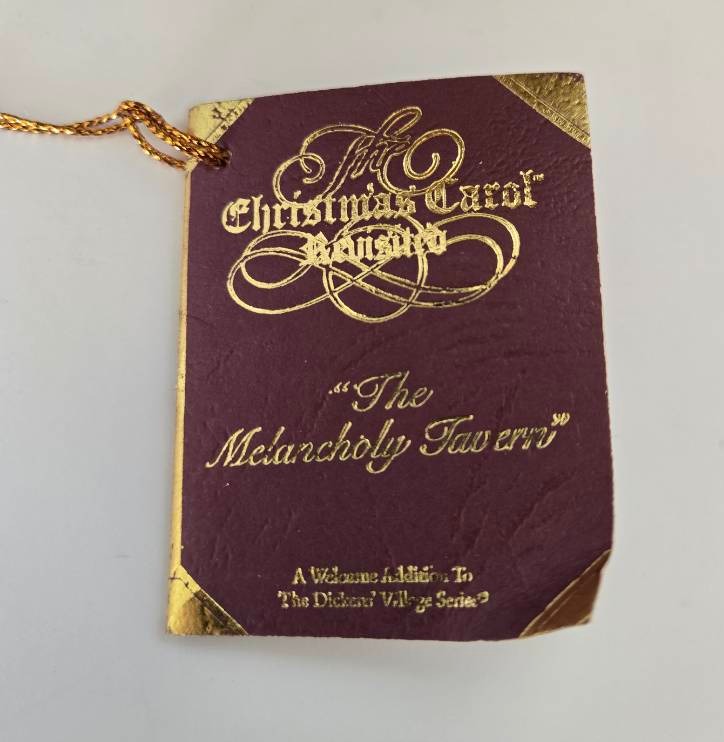 The
Christmas Carol™
Revisited
“The
Melancholy Tavern”
A Welcome Addition To
The Dickens' Village Series®